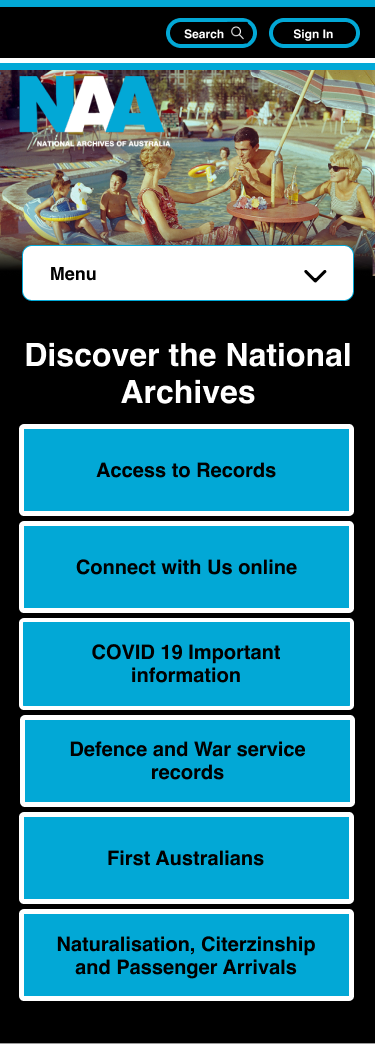 Search
Sign In
NAA
NATIONAL ARCHIVES OF AUSTRALIA
Menu
Discover the National
Archives
Access to Records
Connect with Us online
COVID 19 Important
information
Defence and War service
records
First Australians
Naturalisation, Citerzinship
and Passenger Arrivals